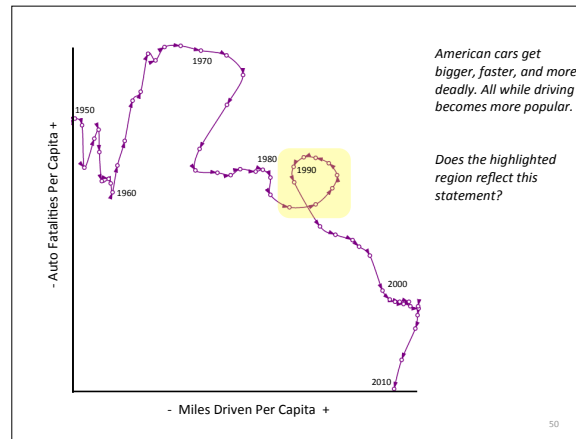 American cars get
bigger, faster, and more
deadly. All while driving
becomes more popular.
Does the highlighted
region reflect this
statement?
1950
1960
1970
1980
1990
2000
2010
- Auto Fatalities Per Capita +
- Miles Driven Per Capita +
50